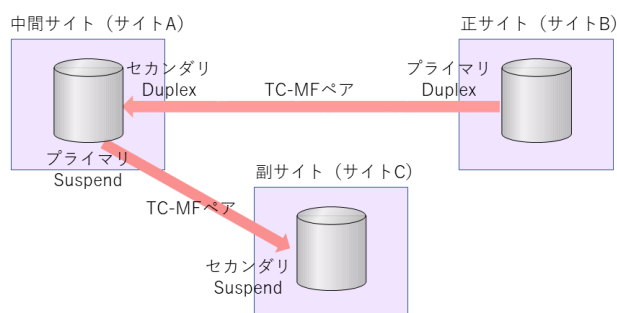 中間サイト（サイトA）
正サイト（サイトB）
セカンダリ
Duplex
TC-MFペア
プライマリ
Duplex
プライマリ
Suspend
副サイト（サイトC）
TC-MFペア
セカンダリ
Suspend